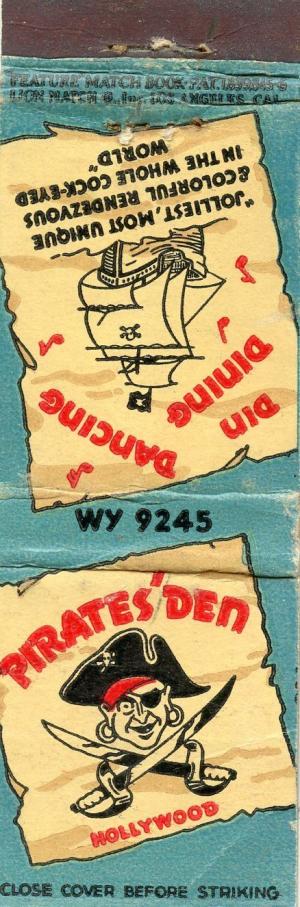 FEATURE MATCH BOOK PAT.
LION MATCH Co., Inc. LOS ANGELES, CAL.
"JOLLIEST, MOST UNIQUE
& COLORFUL RENDEZVOUS
IN THE WHOLE COCK-EYED
WORLD"
DIN
DINING
DANCING
WY 9245
PIRATES' DEN
HOLLYWOOD
CLOSE COVER BEFORE STRIKING